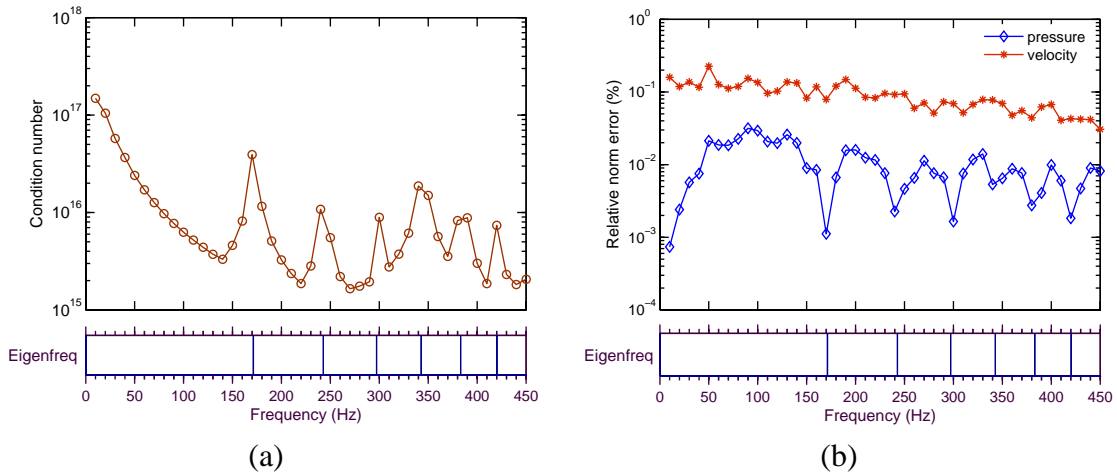 10^18
10^17
10^16
10^15
Condition number
Eigenfreq
0 50 100 150 200 250 300 350 400 450
Frequency (Hz)
(a)
10^0
10^-1
10^-2
10^-3
10^-4
Relative norm error (%)
pressure
velocity
Eigenfreq
0 50 100 150 200 250 300 350 400 450
Frequency (Hz)
(b)